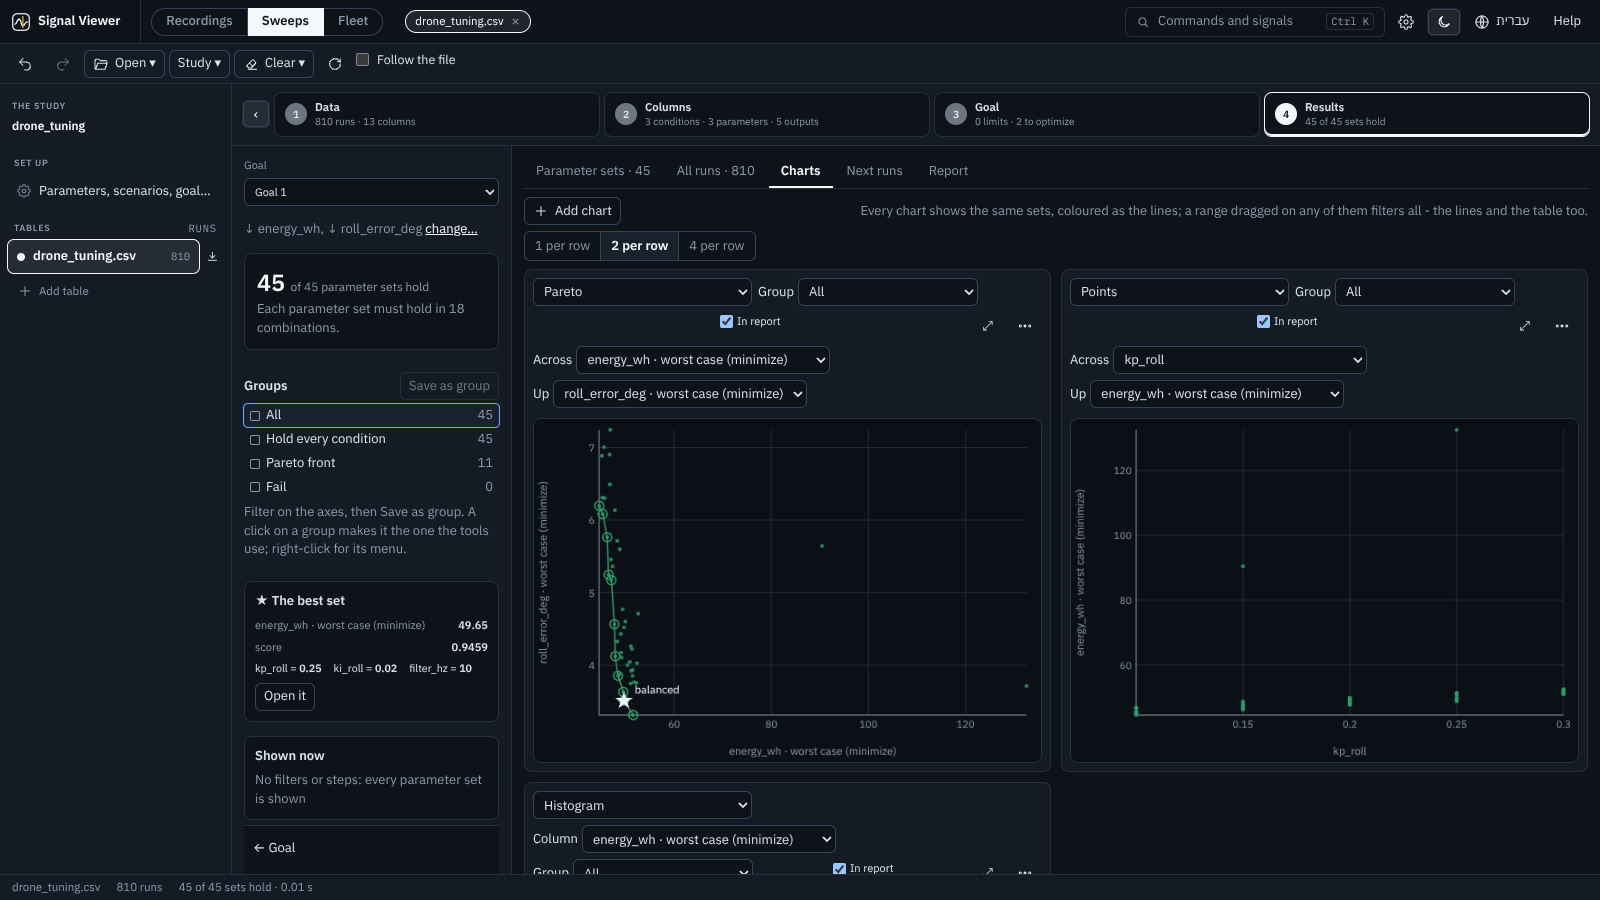 Signal Viewer
Recordings
Sweeps
Fleet
drone_tuning.csv ×
Commands and signals
Ctrl K
עברית
Help
Open ▾
Study ▾
Clear ▾
Follow the file
THE STUDY
drone_tuning
SET UP
Parameters, scenarios, goal...
TABLES
RUNS
drone_tuning.csv
810
Add table
‹
1
Data
810 runs · 13 columns
2
Columns
3 conditions · 3 parameters · 5 outputs
3
Goal
0 limits · 2 to optimize
4
Results
45 of 45 sets hold
Goal
Goal 1
↓ energy_wh, ↓ roll_error_deg change...
45 of 45 parameter sets hold
Each parameter set must hold in 18
combinations.
Groups
Save as group
All
45
Hold every condition
45
Pareto front
11
Fail
0
Filter on the axes, then Save as group. A
click on a group makes it the one the tools
use; right-click for its menu.
★ The best set
energy_wh · worst case (minimize)
49.65
score
0.9459
kp_roll = 0.25 ki_roll = 0.02 filter_hz = 10
Open it
Shown now
No filters or steps: every parameter set
is shown
← Goal
Parameter sets · 45
All runs · 810
Charts
Next runs
Report
Add chart
Every chart shows the same sets, coloured as the lines; a range dragged on any of them filters all - the lines and the table too.
1 per row
2 per row
4 per row
Pareto
Group
All
In report
Across
energy_wh · worst case (minimize)
Up
roll_error_deg · worst case (minimize)
7
6
5
4
roll_error_deg · worst case (minimize)
balanced
60
80
100
120
energy_wh · worst case (minimize)
Points
Group
All
In report
Across
kp_roll
Up
energy_wh · worst case (minimize)
120
100
80
60
energy_wh · worst case (minimize)
0.15
0.2
0.25
0.3
kp_roll
Histogram
Column
energy_wh · worst case (minimize)
Group
All
In report
drone_tuning.csv
810 runs
45 of 45 sets hold · 0.01 s